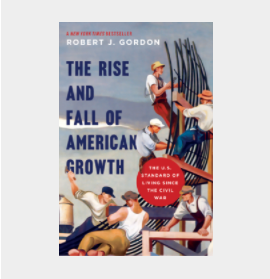 A NEW YORK TIMES BESTSELLER
ROBERT J. GORDON
THE RISE
AND
FALL OF
AMERICAN
GROWTH
THE U.S.
STANDARD OF
LIVING SINCE
THE CIVIL
WAR